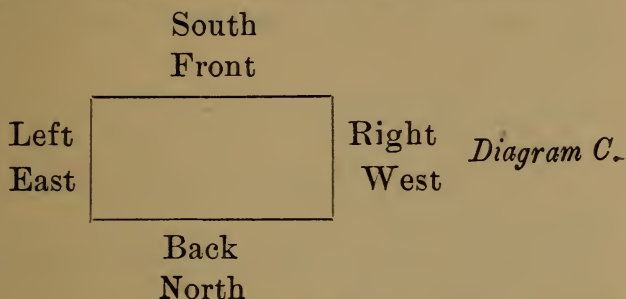 South
Front
Left Right Diagram C.
East West
Back
North